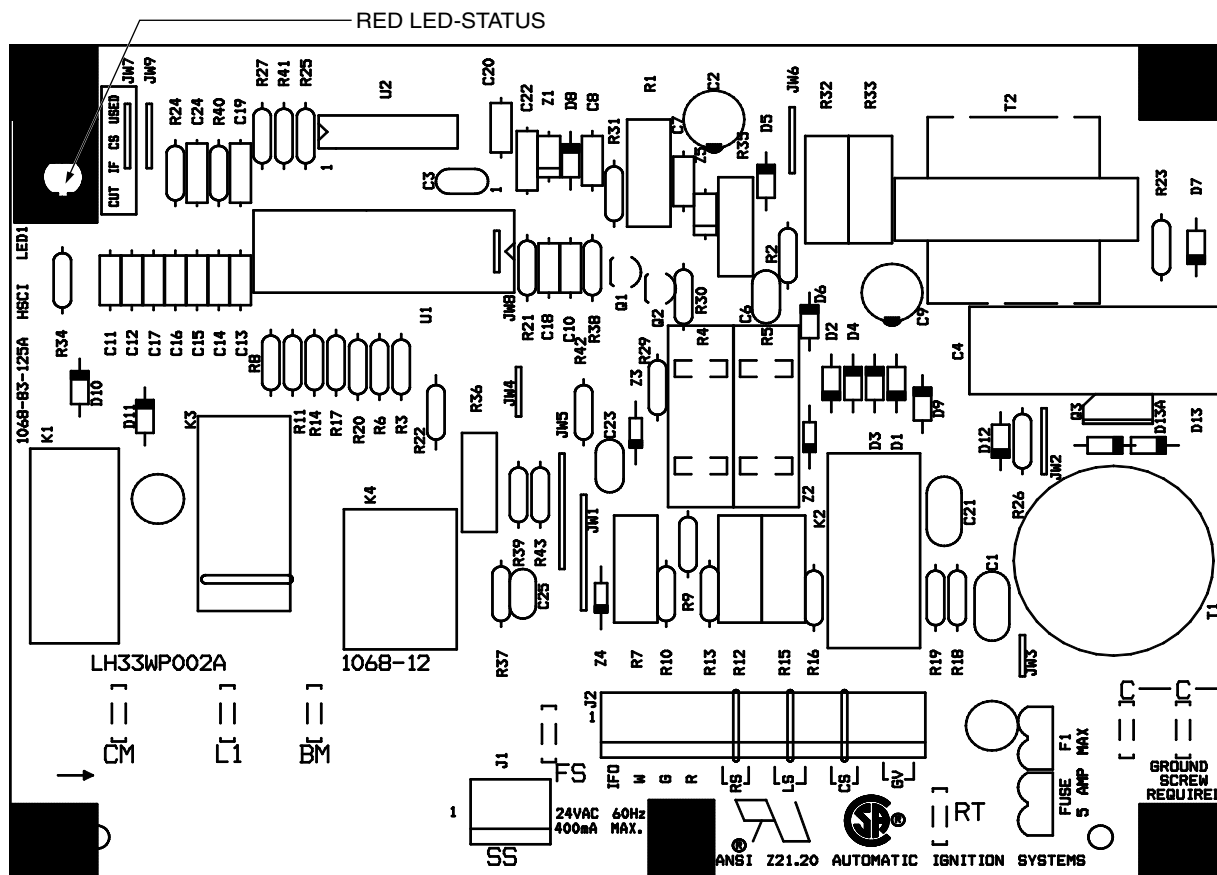 RED LED-STATUS
JW7
JW9
R27
R41
R25
U2
C20
C22
Z1
D8
C8
R1
C2
JW6
R32
R33
T2
CUT IF CS USED
R24
C24
R40
C19
1
C3
1
R31
C7
Z5
R35
D5
R23
D7
LED1
HSCI
1068-83-125A
R34
C11
C12
C17
C16
C15
C14
C13
U1
JW8
R21
C18
C10
R38
Q1
Q2
R30
R2
C6
D6
C9
R4
R5
C4
D10
D11
K3
K1
R8
R11
R14
R17
R20
R6
R3
R22
R36
JW4
R42
JW5
C23
R29
Z3
D2
D4
D9
D3
D1
Q3
D13A
D13
D12
JW2
R26
K4
R39
R43
JW1
Z2
K2
C21
C1
T1
C25
R9
LH33WP002A
1068-12
R37
Z4
R7
R10
R13
R12
R15
R16
R19
R18
JW3
CM
L1
BM
J1
FS
J2
1
IFO
W
G
R
RS
LS
CS
GV
C
C
F1
MAX
FUSE
5 AMP
GROUND
SCREW
REQUIRED
1
24VAC 60Hz
400mA MAX.
SS
®
SA
®
RT
ANSI Z21.20 AUTOMATIC IGNITION SYSTEMS